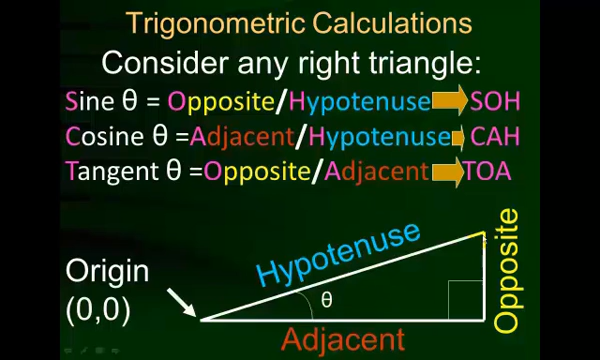 Trigonometric Calculations
Consider any right triangle:
Sine θ = Opposite/Hypotenuse SOH
Cosine θ =Adjacent/Hypotenuse CAH
Tangent θ =Opposite/Adjacent TOA
Origin
(0,0)
Hypotenuse
θ
Opposite
Adjacent